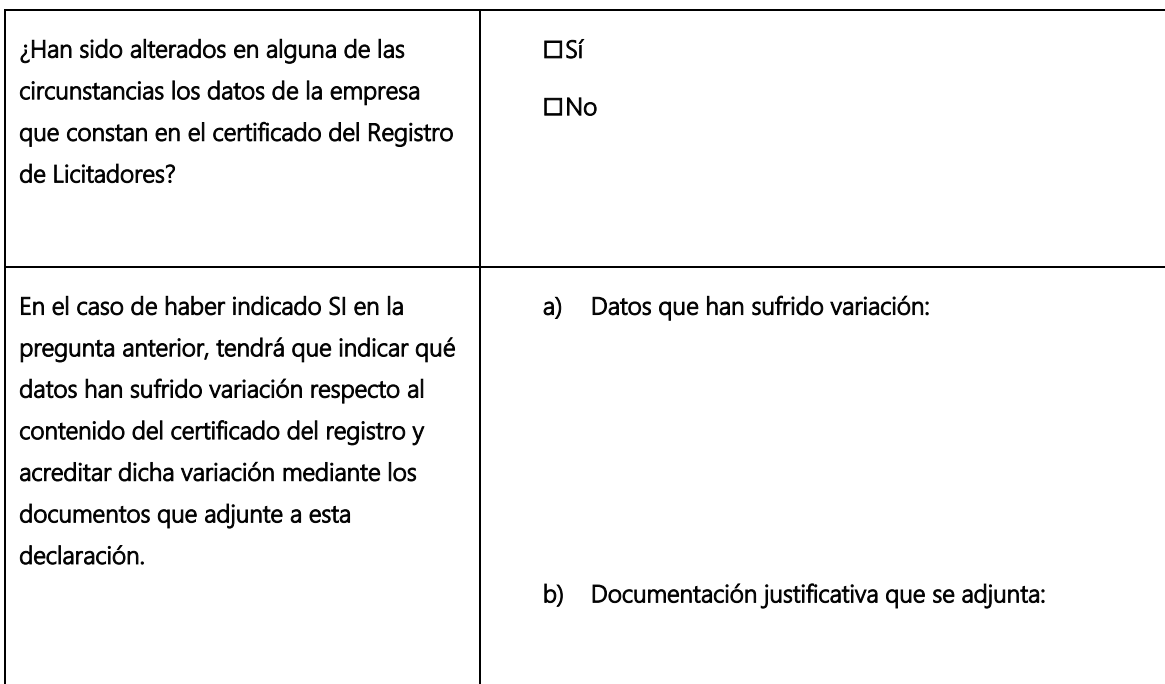 ¿Han sido alterados en alguna de las
circunstancias los datos de la empresa
que constan en el certificado del Registro
de Licitadores?
☐Sí
☐No
En el caso de haber indicado SI en la
pregunta anterior, tendrá que indicar qué
datos han sufrido variación respecto al
contenido del certificado del registro y
acreditar dicha variación mediante los
documentos que adjunte a esta
declaración.
a) Datos que han sufrido variación:
b) Documentación justificativa que se adjunta: